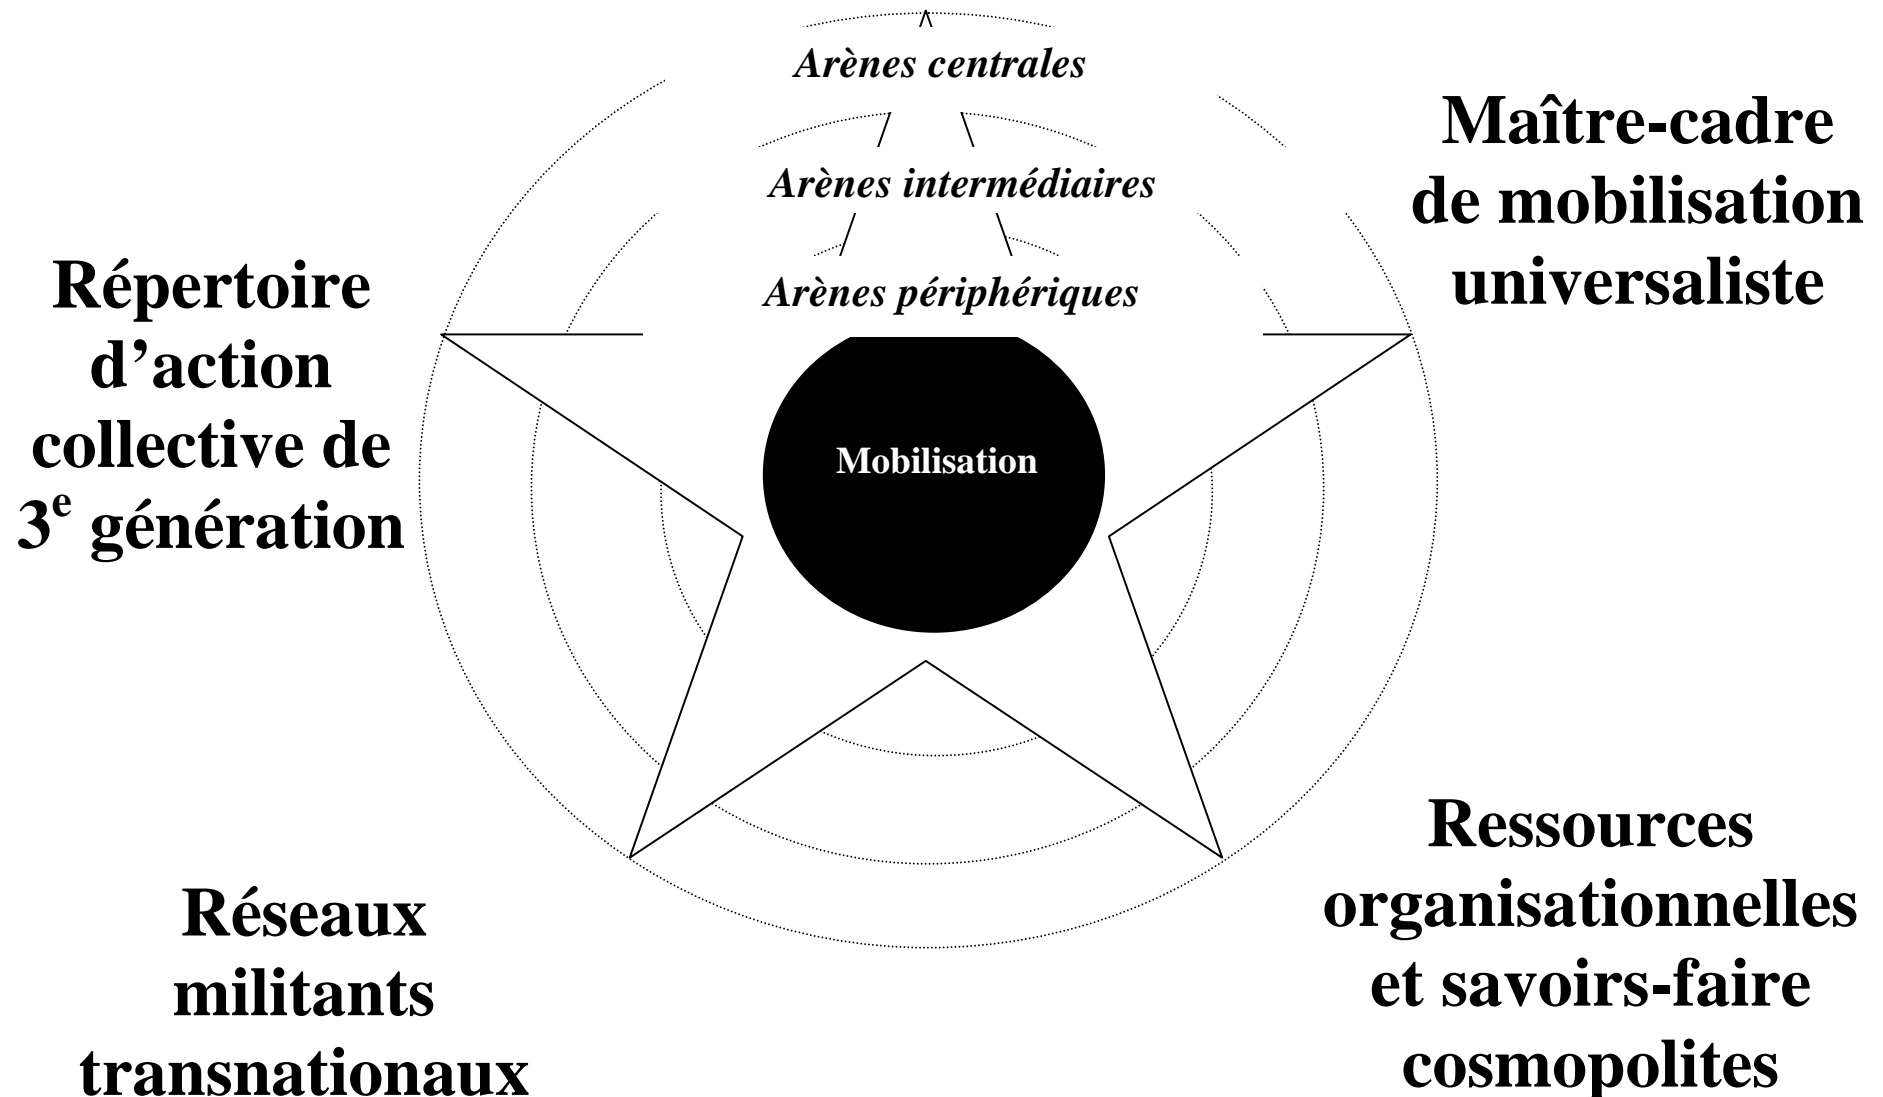 Arènes centrales
Arènes intermédiaires
Arènes périphériques
Maître-cadre
de mobilisation
universaliste
Répertoire
d’action
collective de
3e génération
Mobilisation
Réseaux
militants
transnationaux
Ressources
organisationnelles
et savoirs-faire
cosmopolites